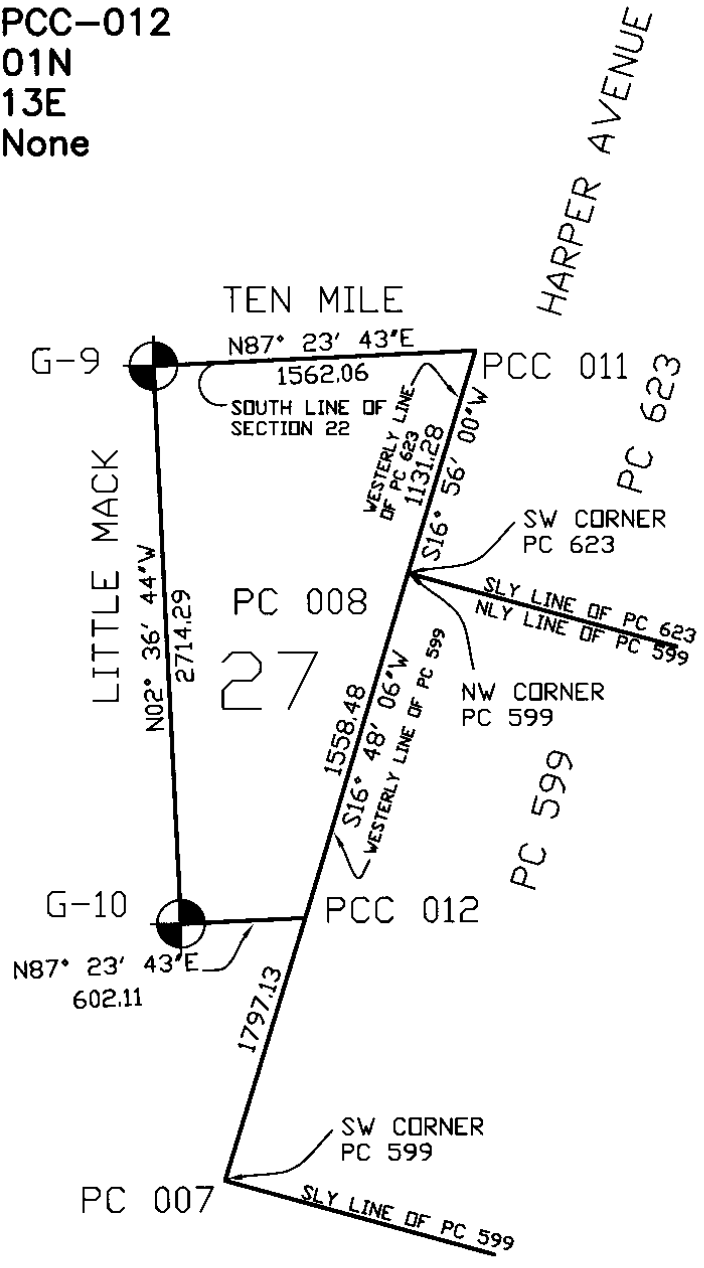 PCC-012
01N
13E
None
HARPER AVENUE
TEN MILE
G-9
N87° 23' 43"E
1562.06
PCC 011
SOUTH LINE OF
SECTION 22
WESTERLY LINE
OF PC 623
1131.28
S16° 56' 00"W
PC 623
SW CORNER
PC 623
LITTLE MACK
N02° 36' 44"W
2714.29
PC 008
27
SLY LINE OF PC 623
NLY LINE OF PC 599
NW CORNER
PC 599
1558.48
S16° 48' 06"W
WESTERLY LINE OF PC 599
PC 599
G-10
PCC 012
N87° 23' 43"E
602.11
1797.13
SW CORNER
PC 599
PC 007
SLY LINE OF PC 599